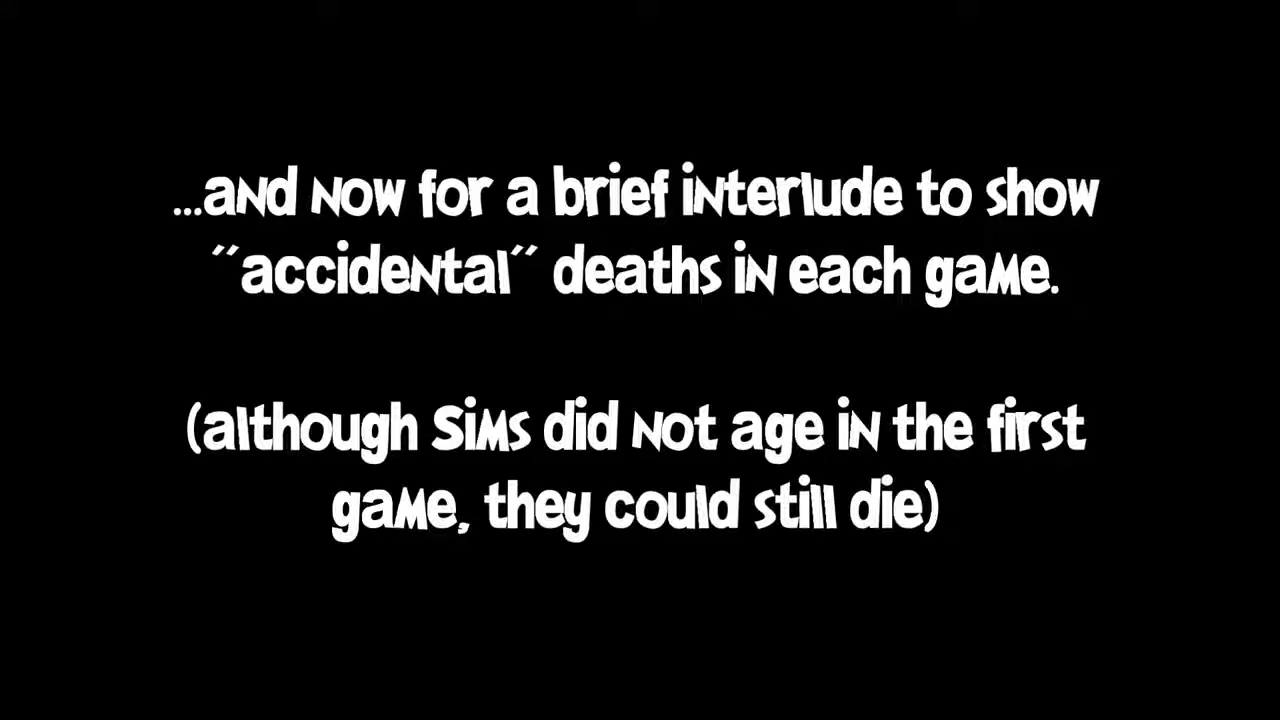 ...and now for a brief interlude to show
"accidental" deaths in each game.
(although Sims did not age in the first
game, they could still die)